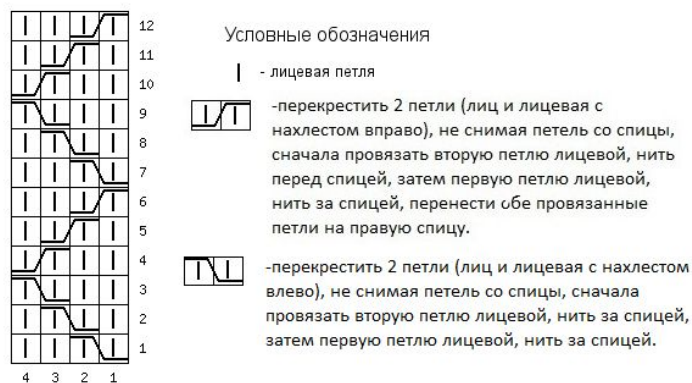 Условные обозначения
- лицевая петля
-перекрестить 2 петли (лиц и лицевая с
нахлестом вправо), не снимая петель со спицы,
сначала провязать вторую петлю лицевой, нить
перед спицей, затем первую петлю лицевой,
нить за спицей, перенести обе провязанные
петли на правую спицу.
-перекрестить 2 петли (лиц и лицевая с нахлестом
влево), не снимая петель со спицы, сначала
провязать вторую петлю лицевой, нить за спицей,
затем первую петлю лицевой, нить за спицей.
12
11
10
9
8
7
6
5
4
3
2
1
4 3 2 1